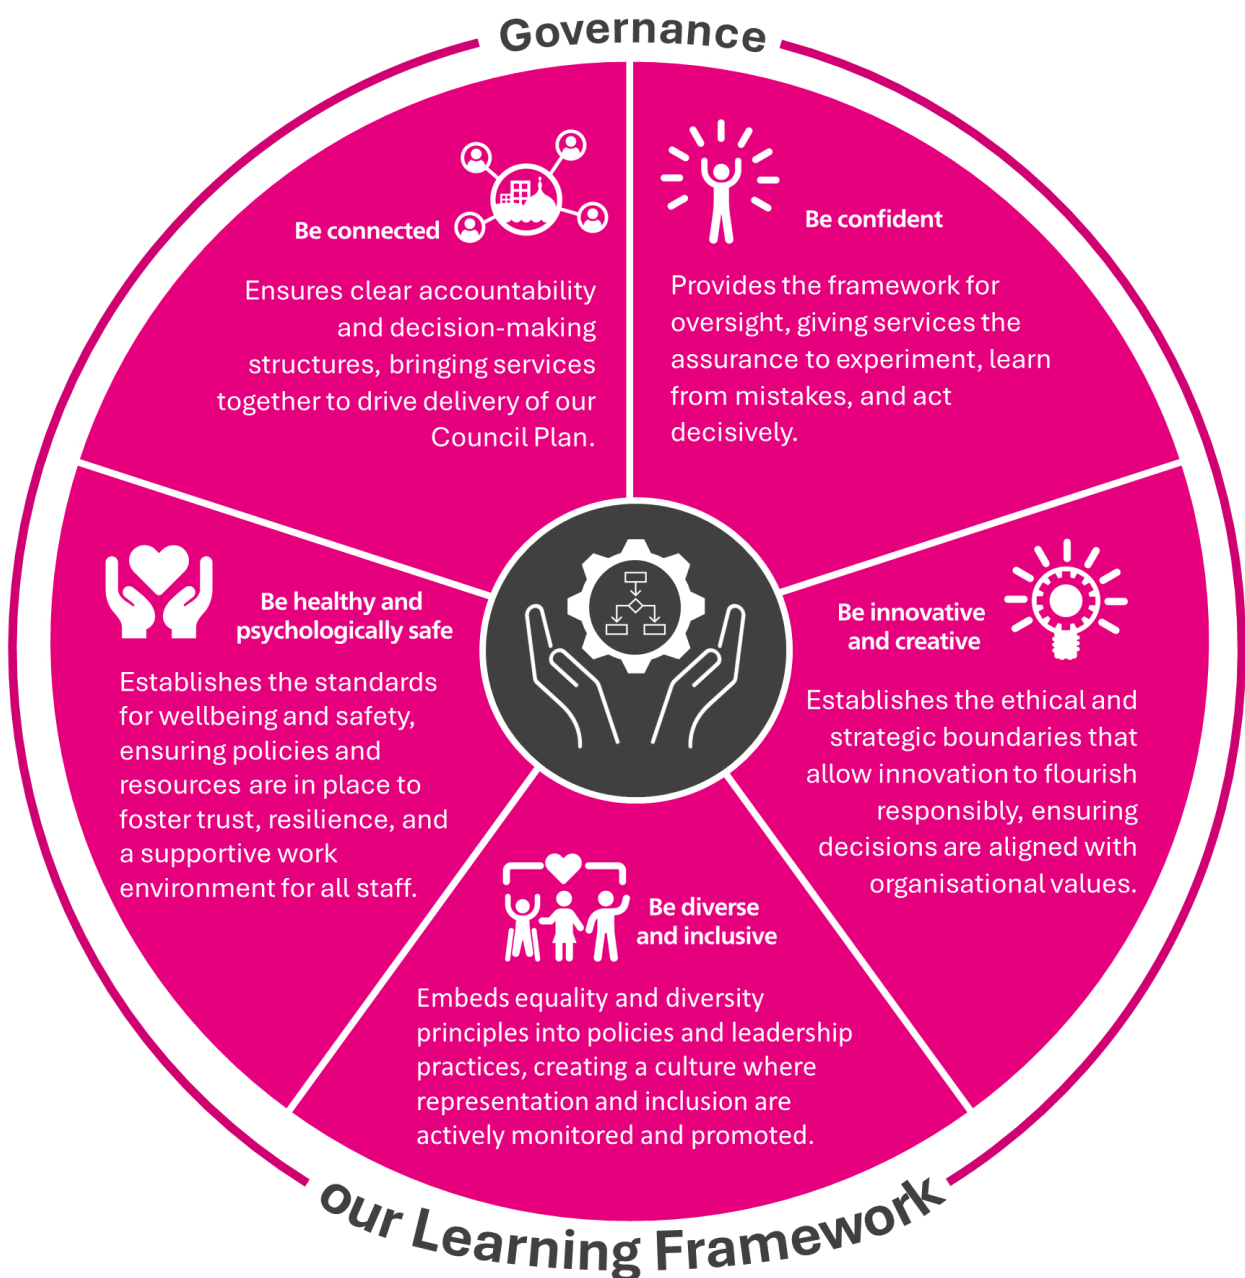 Governance
Be connected
Ensures clear accountability
and decision-making
structures, bringing services
together to drive delivery of our
Council Plan.
Be confident
Provides the framework for
oversight, giving services the
assurance to experiment, learn
from mistakes, and act
decisively.
Be innovative
and creative
Establishes the ethical and
strategic boundaries that
allow innovation to flourish
responsibly, ensuring
decisions are aligned with
organisational values.
Be diverse
and inclusive
Embeds equality and diversity
principles into policies and leadership
practices, creating a culture where
representation and inclusion are
actively monitored and promoted.
Be healthy and
psychologically safe
Establishes the standards
for wellbeing and safety,
ensuring policies and
resources are in place to
foster trust, resilience, and
a supportive work
environment for all staff.
our Learning Framework